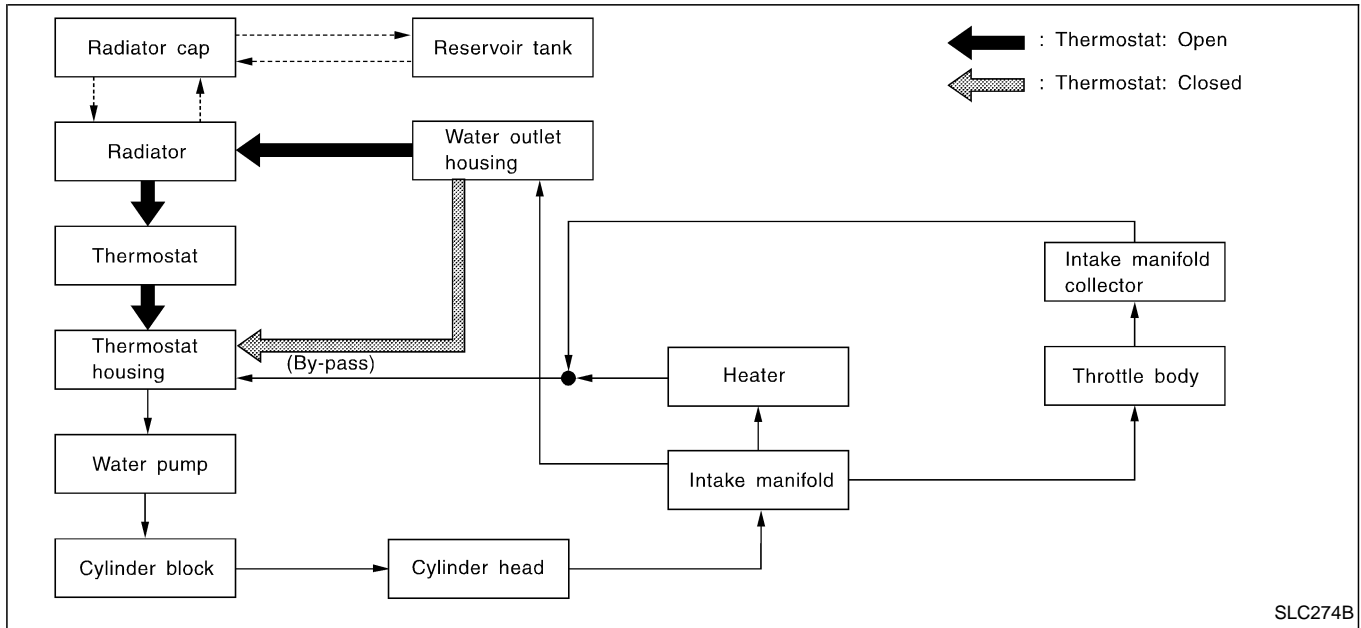 Radiator cap
Reservoir tank
: Thermostat: Open
: Thermostat: Closed
Radiator
Water outlet
housing
Thermostat
Intake manifold
collector
Thermostat
housing
(By-pass)
Heater
Throttle body
Water pump
Intake manifold
Cylinder block
Cylinder head
SLC274B